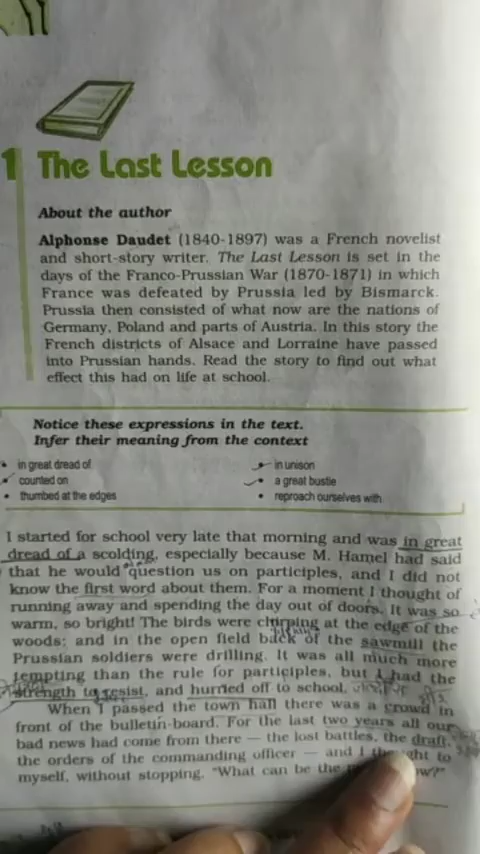 1 The Last Lesson
About the author
Alphonse Daudet (1840-1897) was a French novelist
and short-story writer. The Last Lesson is set in the
days of the Franco-Prussian War (1870-1871) in which
France was defeated by Prussia led by Bismarck.
Prussia then consisted of what now are the nations of
Germany, Poland and parts of Austria. In this story the
French districts of Alsace and Lorraine have passed
into Prussian hands. Read the story to find out what
effect this had on life at school.
Notice these expressions in the text.
Infer their meaning from the context
• in great dread of
• counted on
• thumbed at the edges
• in unison
• a great bustle
• reproach ourselves with
I started for school very late that morning and was in great
dread of a scolding, especially because M. Hamel had said
that he would question us on participles, and I did not
know the first word about them. For a moment I thought of
running away and spending the day out of doors. It was so
warm, so bright! The birds were chirping at the edge of the
woods; and in the open field back of the sawmill the
Prussian soldiers were drilling. It was all much more
tempting than the rule for participles, but I had the
strength to resist, and hurried off to school.
When I passed the town hall there was a crowd in
front of the bulletin-board. For the last two years all our
bad news had come from there — the lost battles, the draft,
the orders of the commanding officer — and I thought to
myself, without stopping, "What can be the now?"